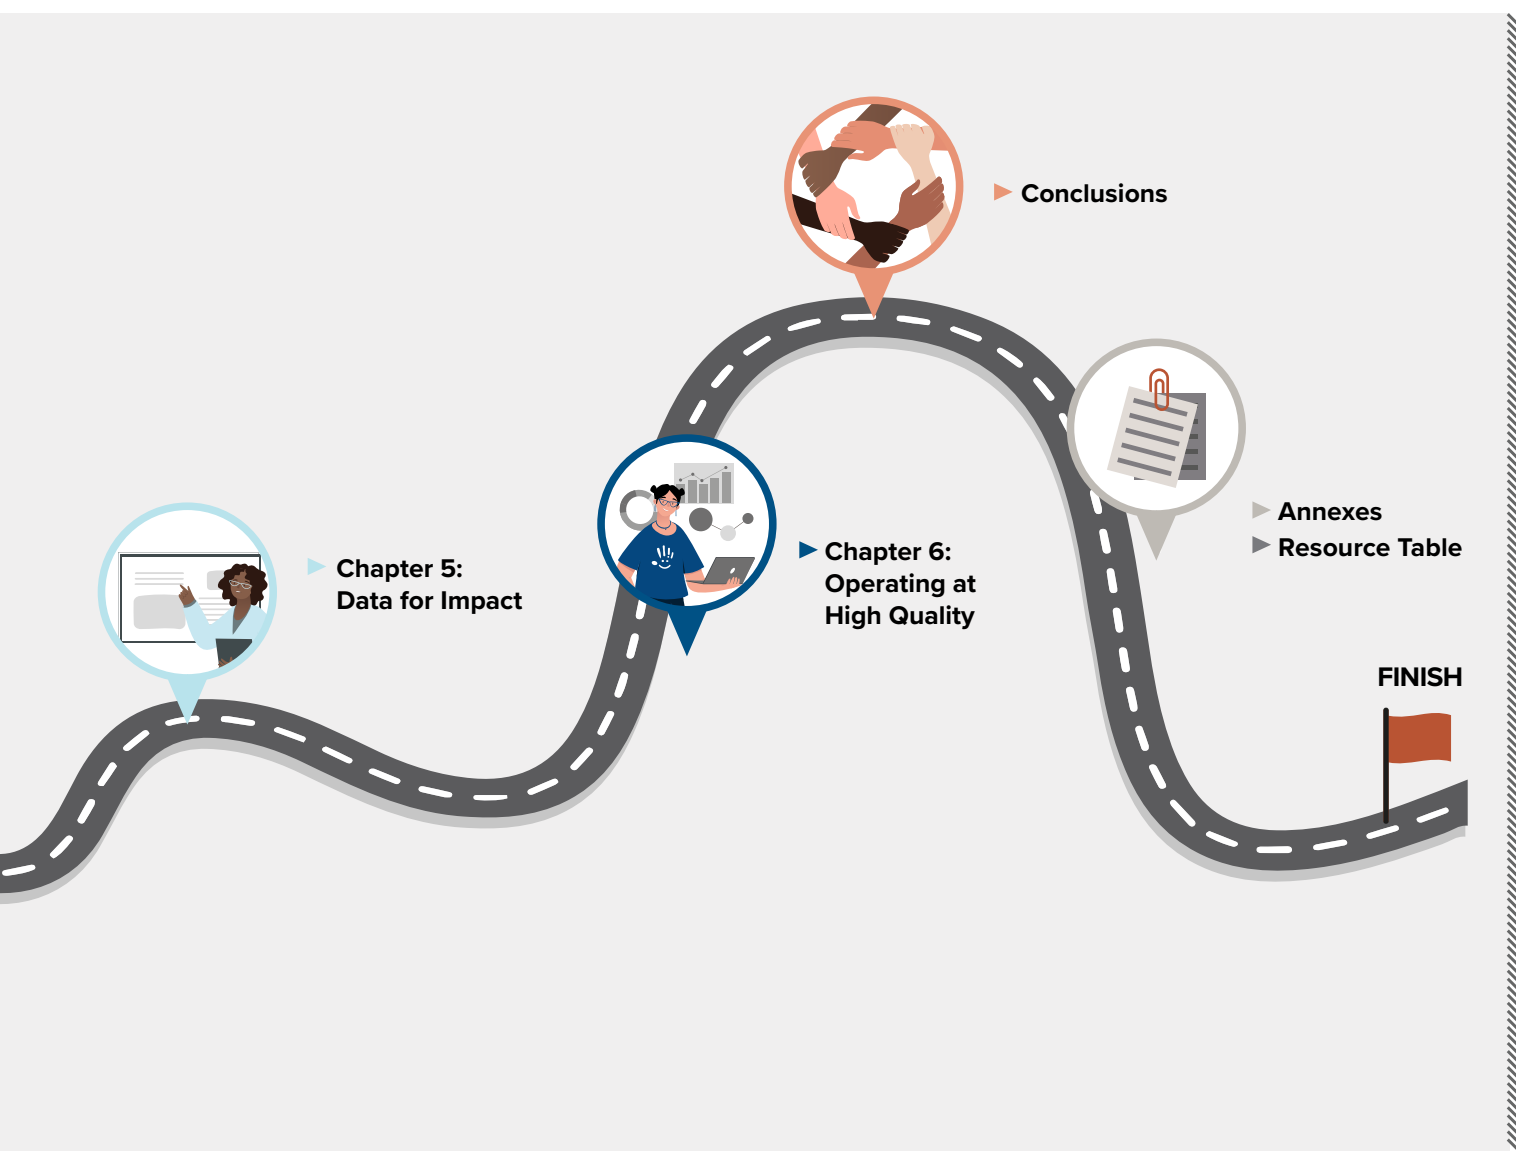 Conclusions
Annexes
Resource Table
Chapter 5:
Data for Impact
Chapter 6:
Operating at
High Quality
FINISH